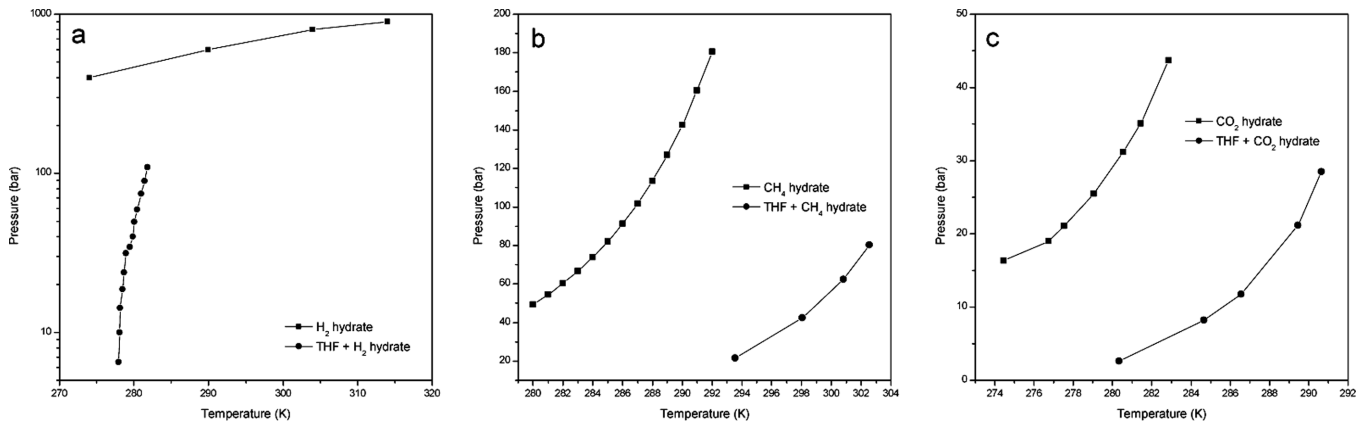 a
1000
100
10
Pressure (bar)
H₂ hydrate
THF + H₂ hydrate
270 280 290 300 310 320
Temperature (K)
b
200
180
160
140
120
100
80
60
40
20
Pressure (bar)
CH₄ hydrate
THF + CH₄ hydrate
280 282 284 286 288 290 292 294 296 298 300 302 304
Temperature (K)
c
50
40
30
20
10
0
Pressure (bar)
CO₂ hydrate
THF + CO₂ hydrate
274 276 278 280 282 284 286 288 290 292
Temperature (K)